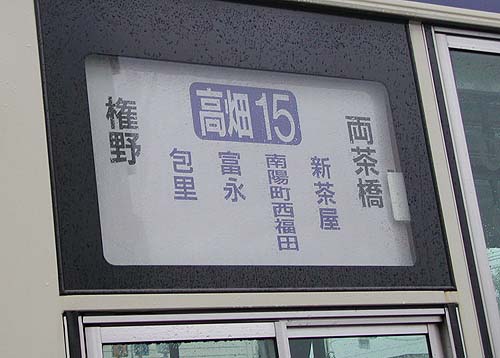 高畑15
両茶橋
新茶屋
南陽町西福田
富永
包里
権野